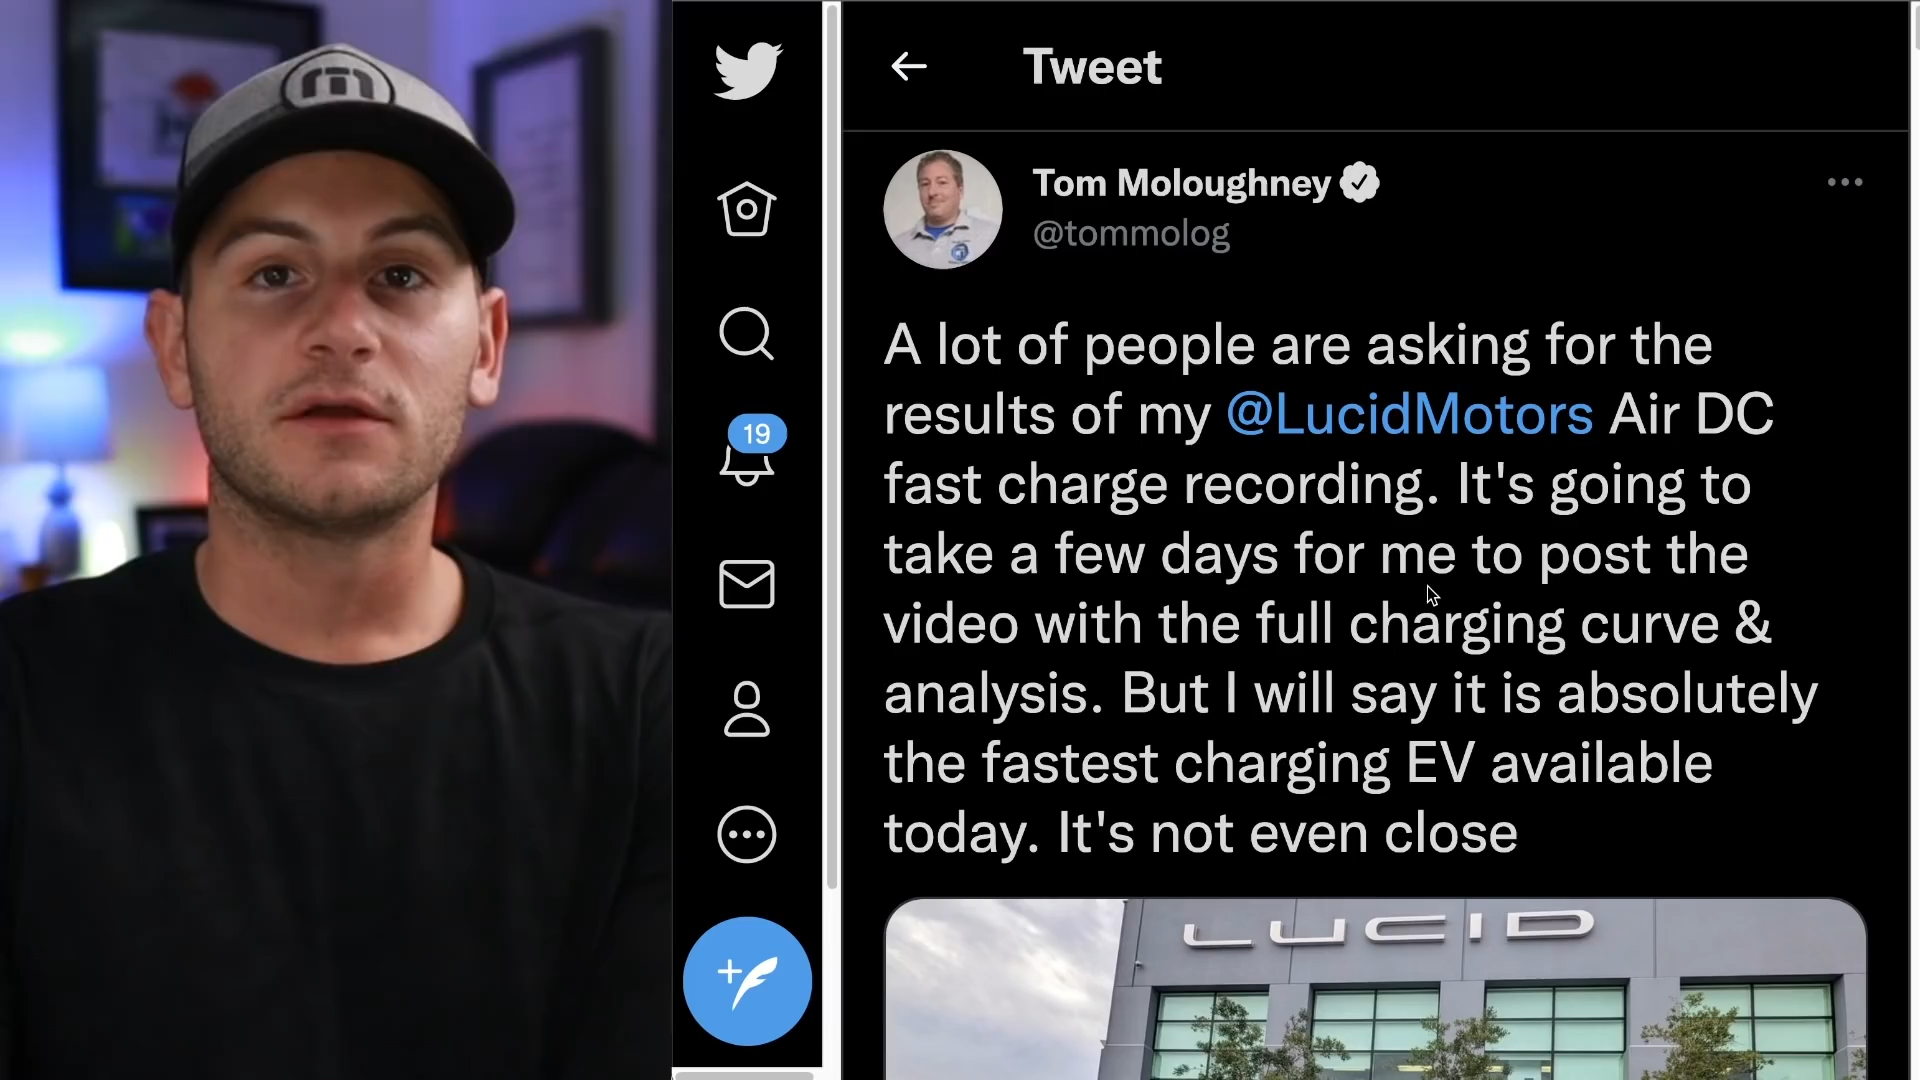 Tweet
Tom Moloughney
@tommolog
A lot of people are asking for the
results of my @LucidMotors Air DC
fast charge recording. It's going to
take a few days for me to post the
video with the full charging curve &
analysis. But I will say it is absolutely
the fastest charging EV available
today. It's not even close
19
LUCID